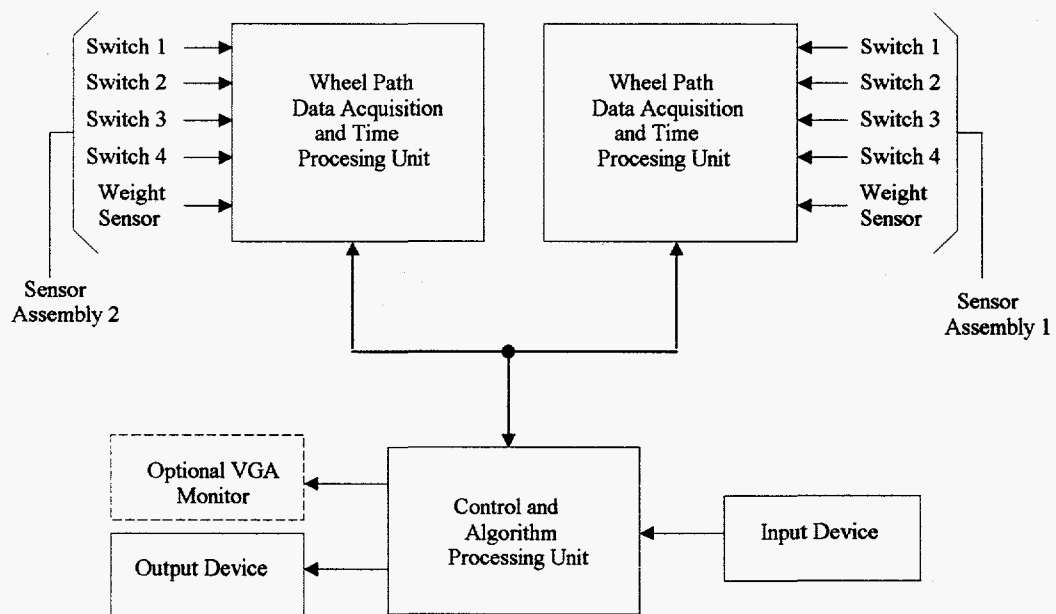 Switch 1
Switch 2
Switch 3
Switch 4
Weight
Sensor
Sensor
Assembly 2
Wheel Path
Data Acquisition
and Time
Procesing Unit
Wheel Path
Data Acquisition
and Time
Procesing Unit
Switch 1
Switch 2
Switch 3
Switch 4
Weight
Sensor
Sensor
Assembly 1
Optional VGA
Monitor
Output Device
Control and
Algorithm
Processing Unit
Input Device